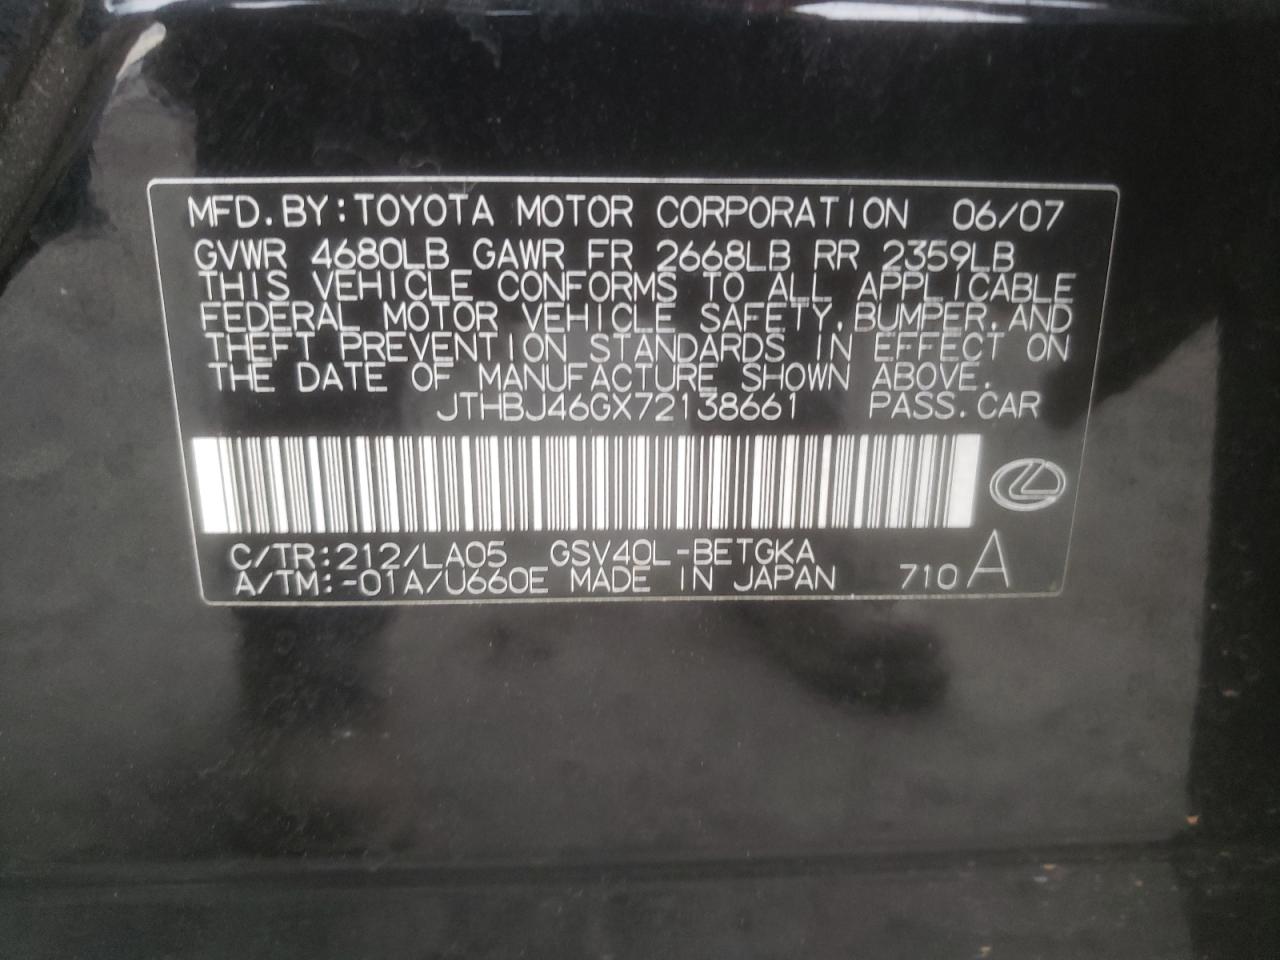 MFD.BY:TOYOTA MOTOR CORPORATION 06/07
GVWR 4680LB GAWR FR 2668LB RR 2359LB
THIS VEHICLE CONFORMS TO ALL APPLICABLE
FEDERAL MOTOR VEHICLE SAFETY,BUMPER,AND
THEFT PREVENTION STANDARDS IN EFFECT ON
THE DATE OF MANUFACTURE SHOWN ABOVE.
JTHBJ46GX72138661 PASS.CAR
C/TR:212/LA05 GSV40L-BETGKA
A/TM:-01A/U660E MADE IN JAPAN 710 A